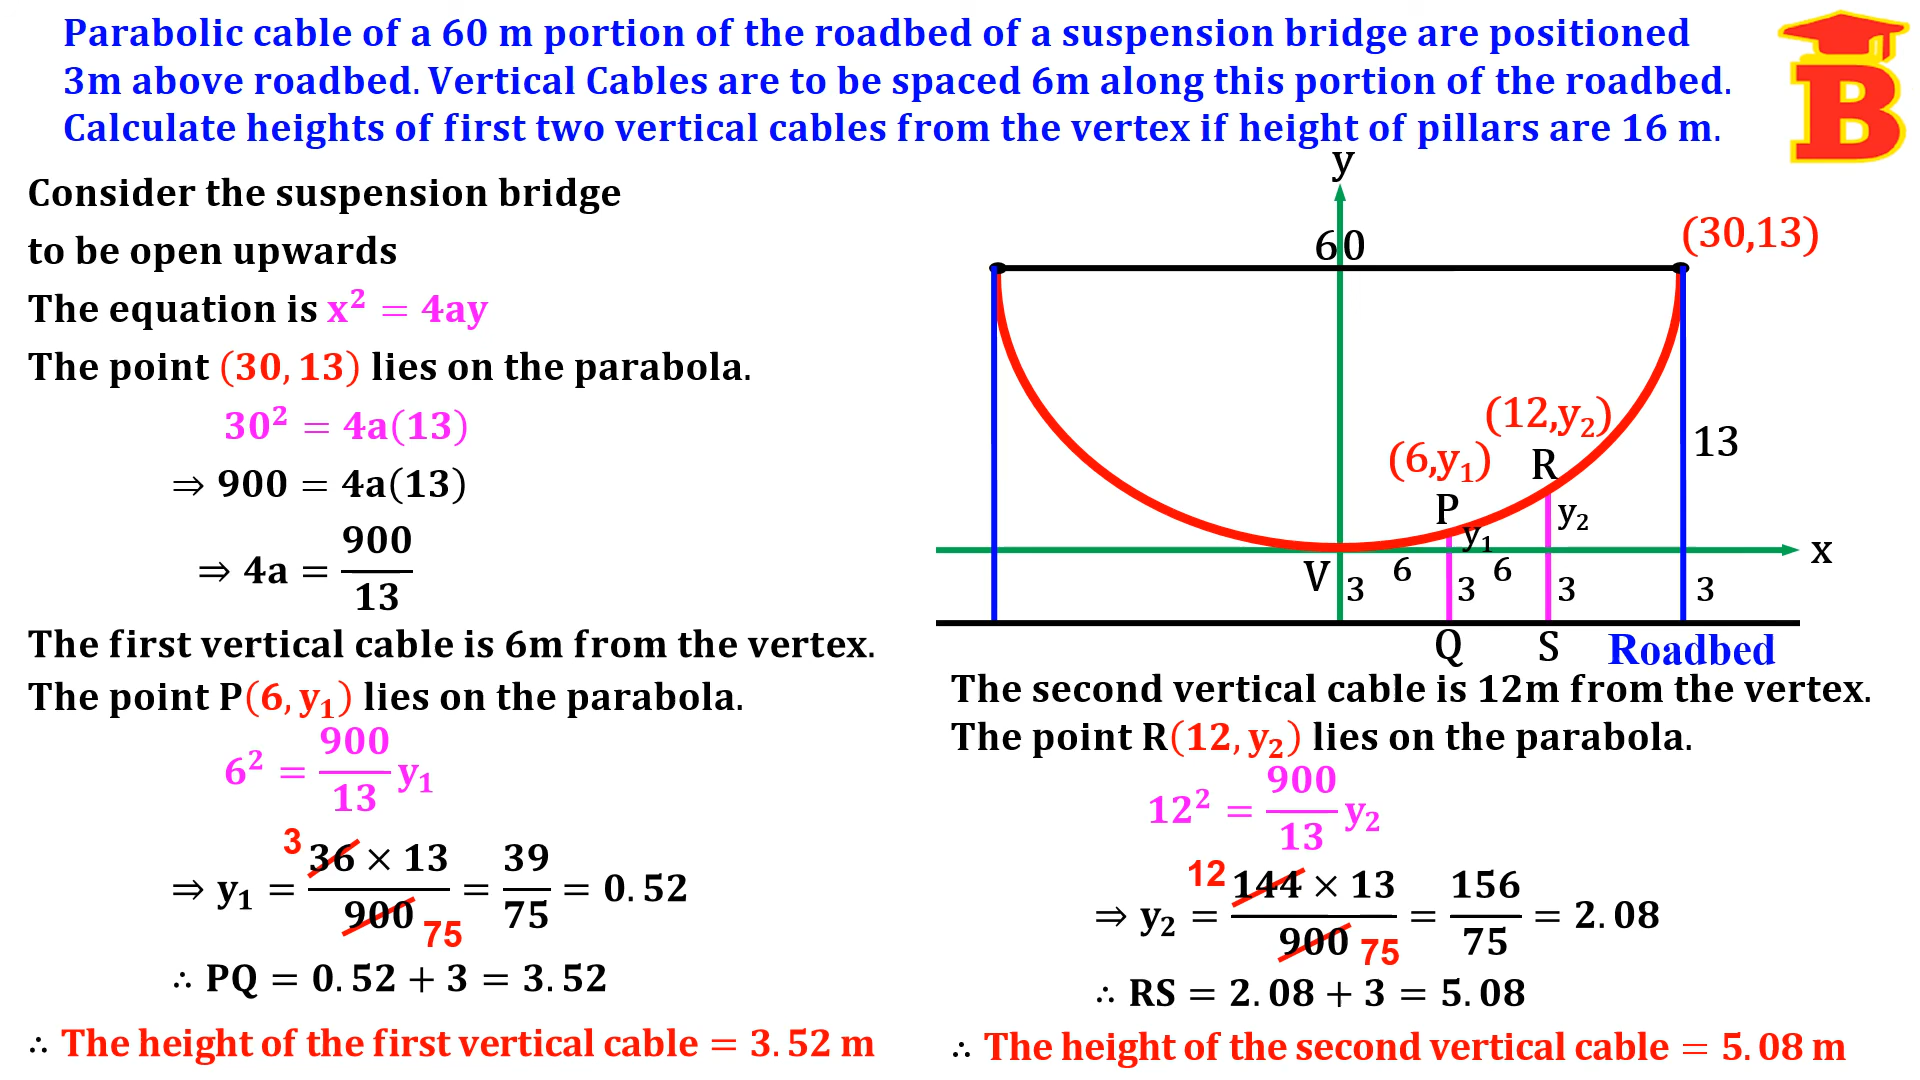 Parabolic cable of a 60 m portion of the roadbed of a suspension bridge are positioned
3m above roadbed. Vertical Cables are to be spaced 6m along this portion of the roadbed.
Calculate heights of first two vertical cables from the vertex if height of pillars are 16 m.
B
Consider the suspension bridge
to be open upwards
The equation is x² = 4ay
The point (30, 13) lies on the parabola.
30² = 4a(13)
⇒ 900 = 4a(13)
⇒ 4a = 900/13
The first vertical cable is 6m from the vertex.
The point P(6, y₁) lies on the parabola.
6² = 900/13 y₁
3
⇒ y₁ = 36 × 13/900 = 39/75 = 0.52
75
∴ PQ = 0.52 + 3 = 3.52
∴ The height of the first vertical cable = 3.52 m
y
60
(30,13)
(12,y₂)
(6,y₁)
R
13
P
y₁
y₂
x
V
3
6
3
6
3
3
Q
S
Roadbed
The second vertical cable is 12m from the vertex.
The point R(12, y₂) lies on the parabola.
12² = 900/13 y₂
12
⇒ y₂ = 144 × 13/900 = 156/75 = 2.08
75
∴ RS = 2.08 + 3 = 5.08
∴ The height of the second vertical cable = 5.08 m